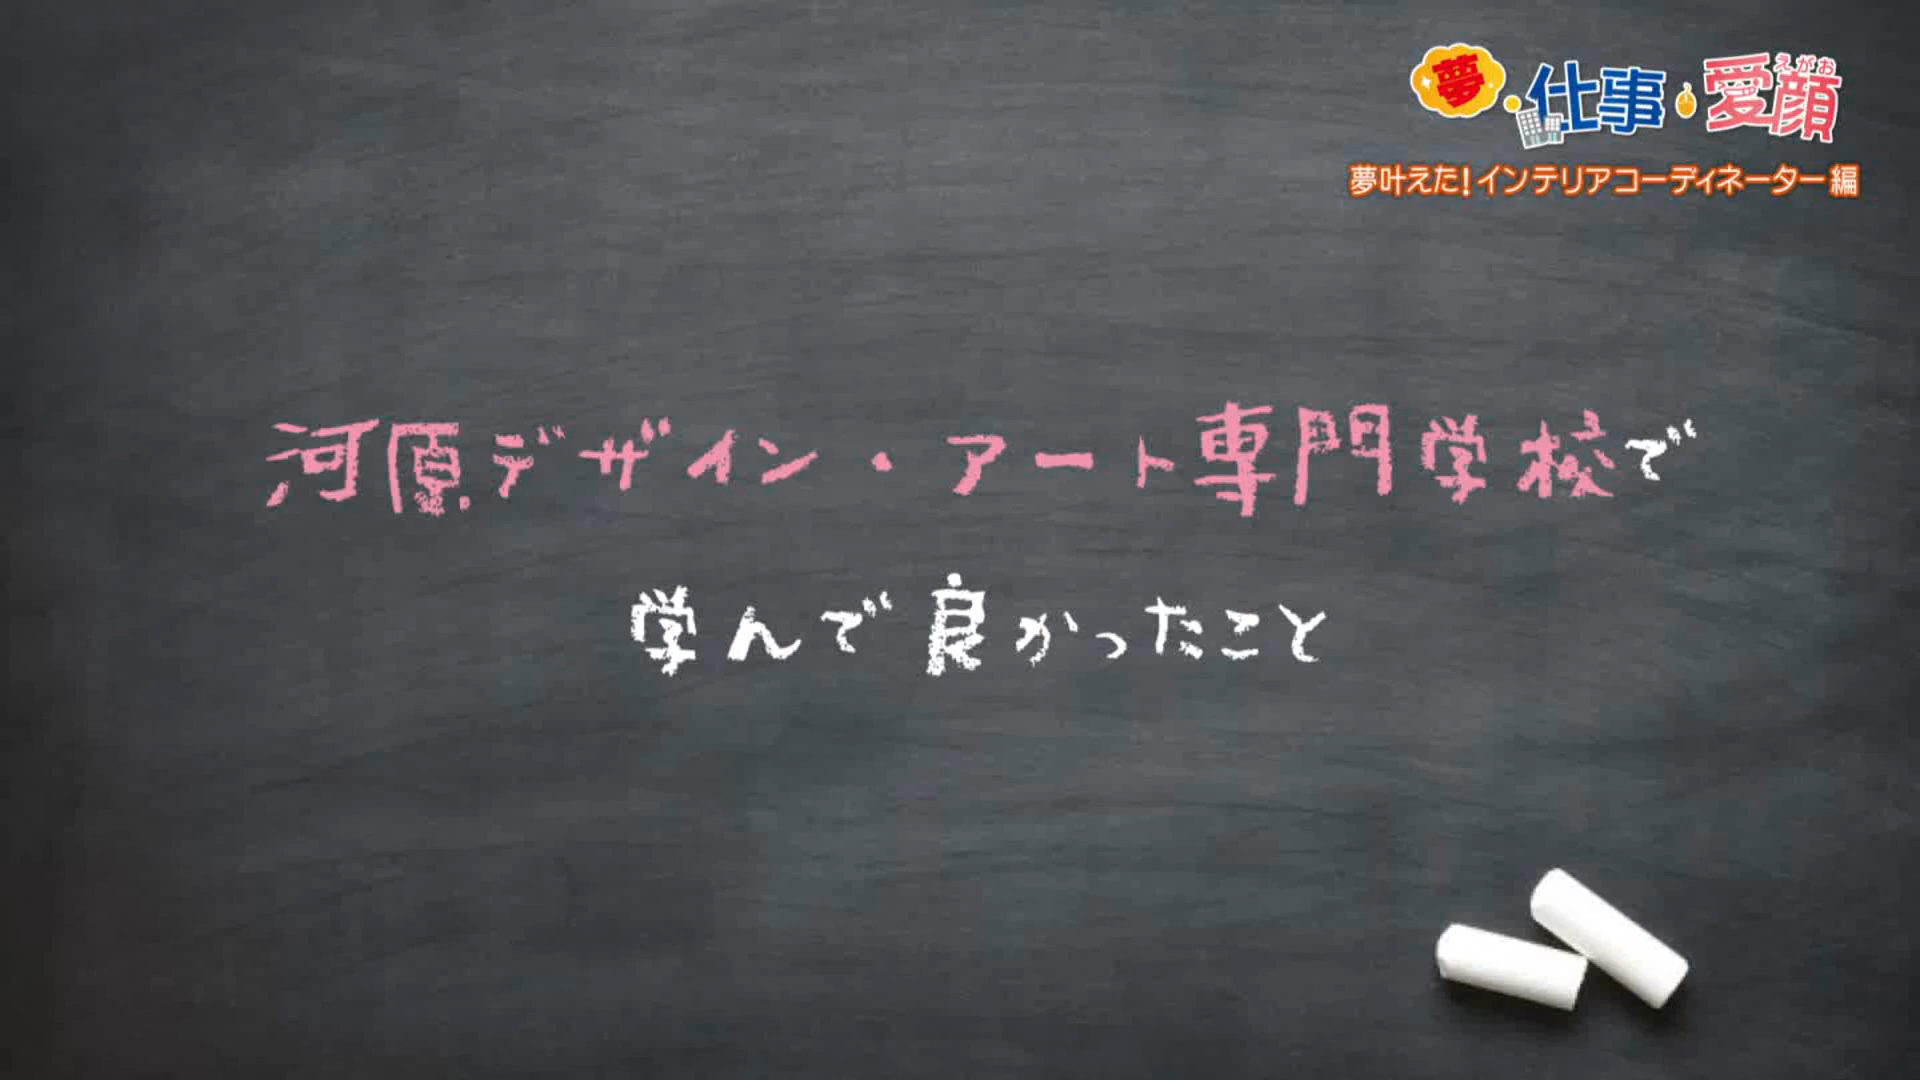 夢・仕事・愛顔
えがお
夢叶えた!インテリアコーディネーター編
河原デザイン・アート専門学校で
学んで良かったこと